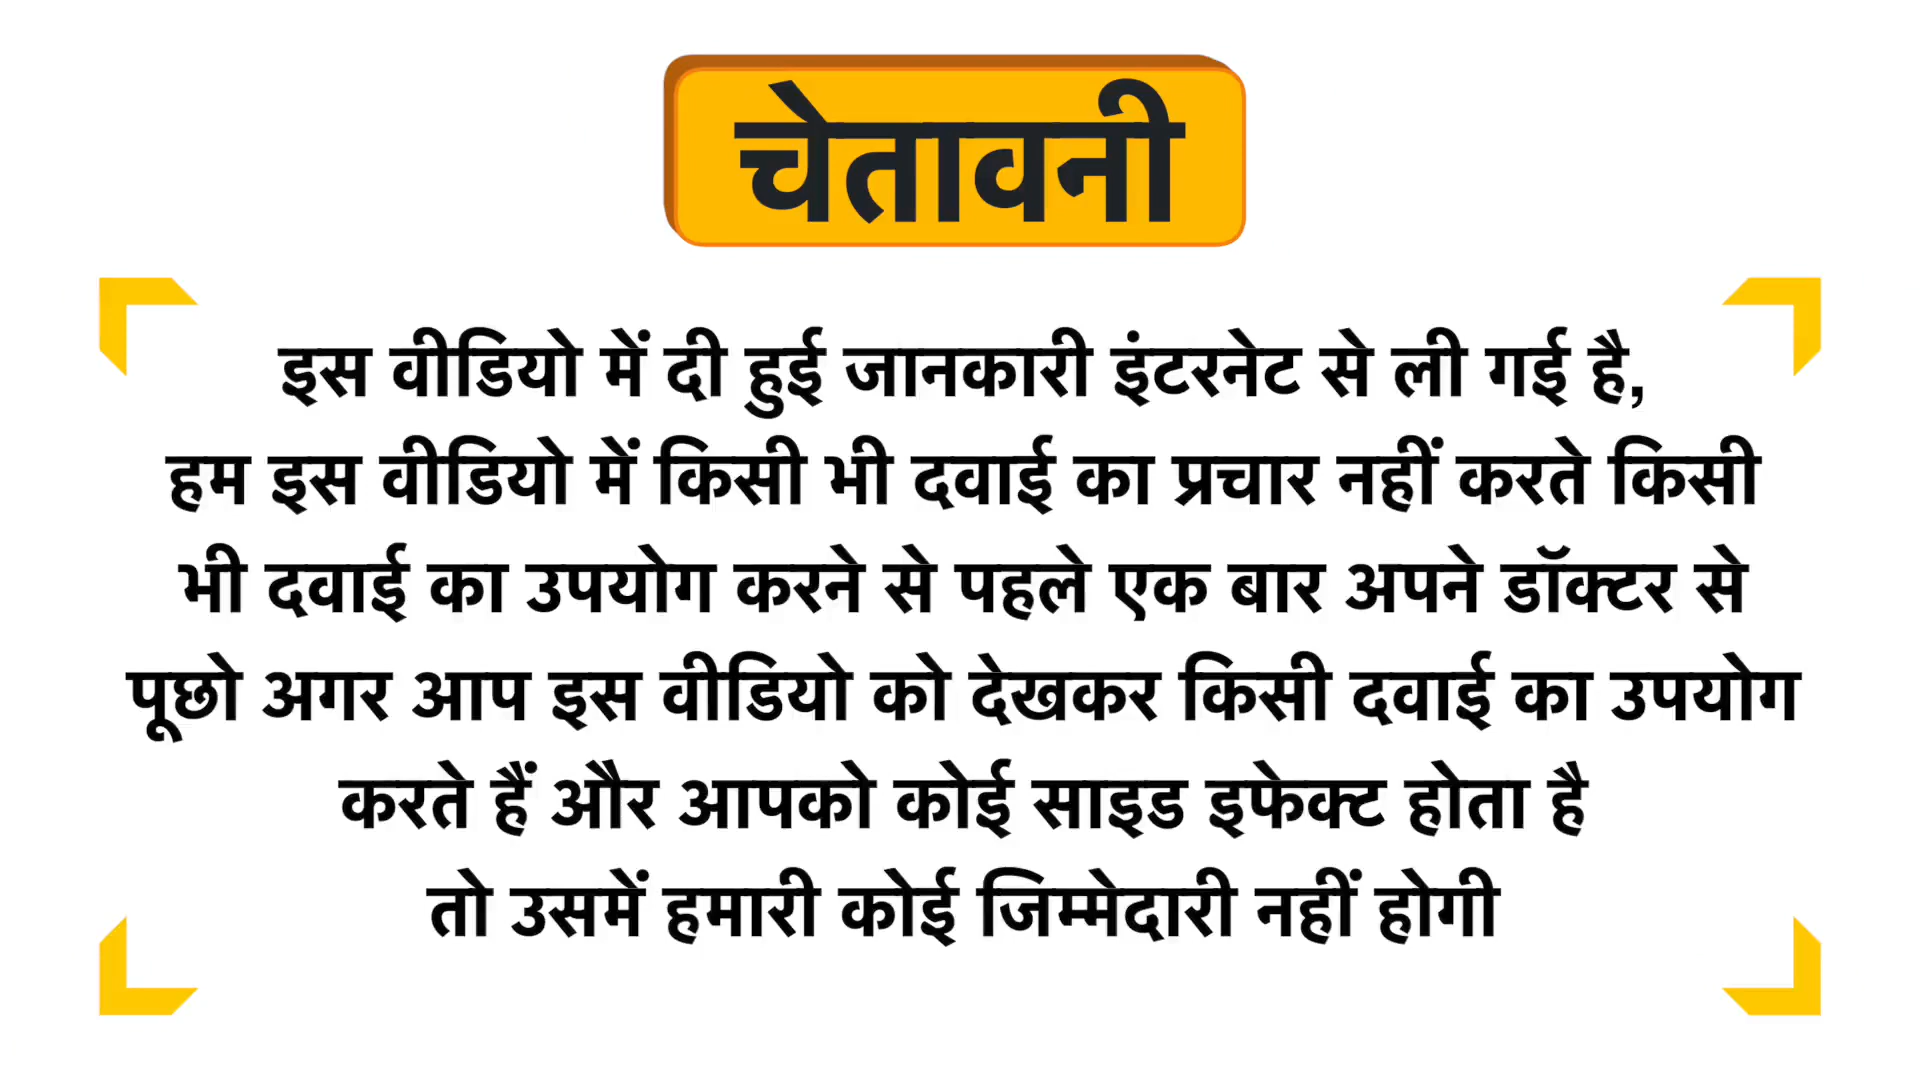 चेतावनी
इस वीडियो में दी हुई जानकारी इंटरनेट से ली गई है,
हम इस वीडियो में किसी भी दवाई का प्रचार नहीं करते किसी
भी दवाई का उपयोग करने से पहले एक बार अपने डॉक्टर से
पूछो अगर आप इस वीडियो को देखकर किसी दवाई का उपयोग
करते हैं और आपको कोई साइड इफेक्ट होता है
तो उसमें हमारी कोई जिम्मेदारी नहीं होगी